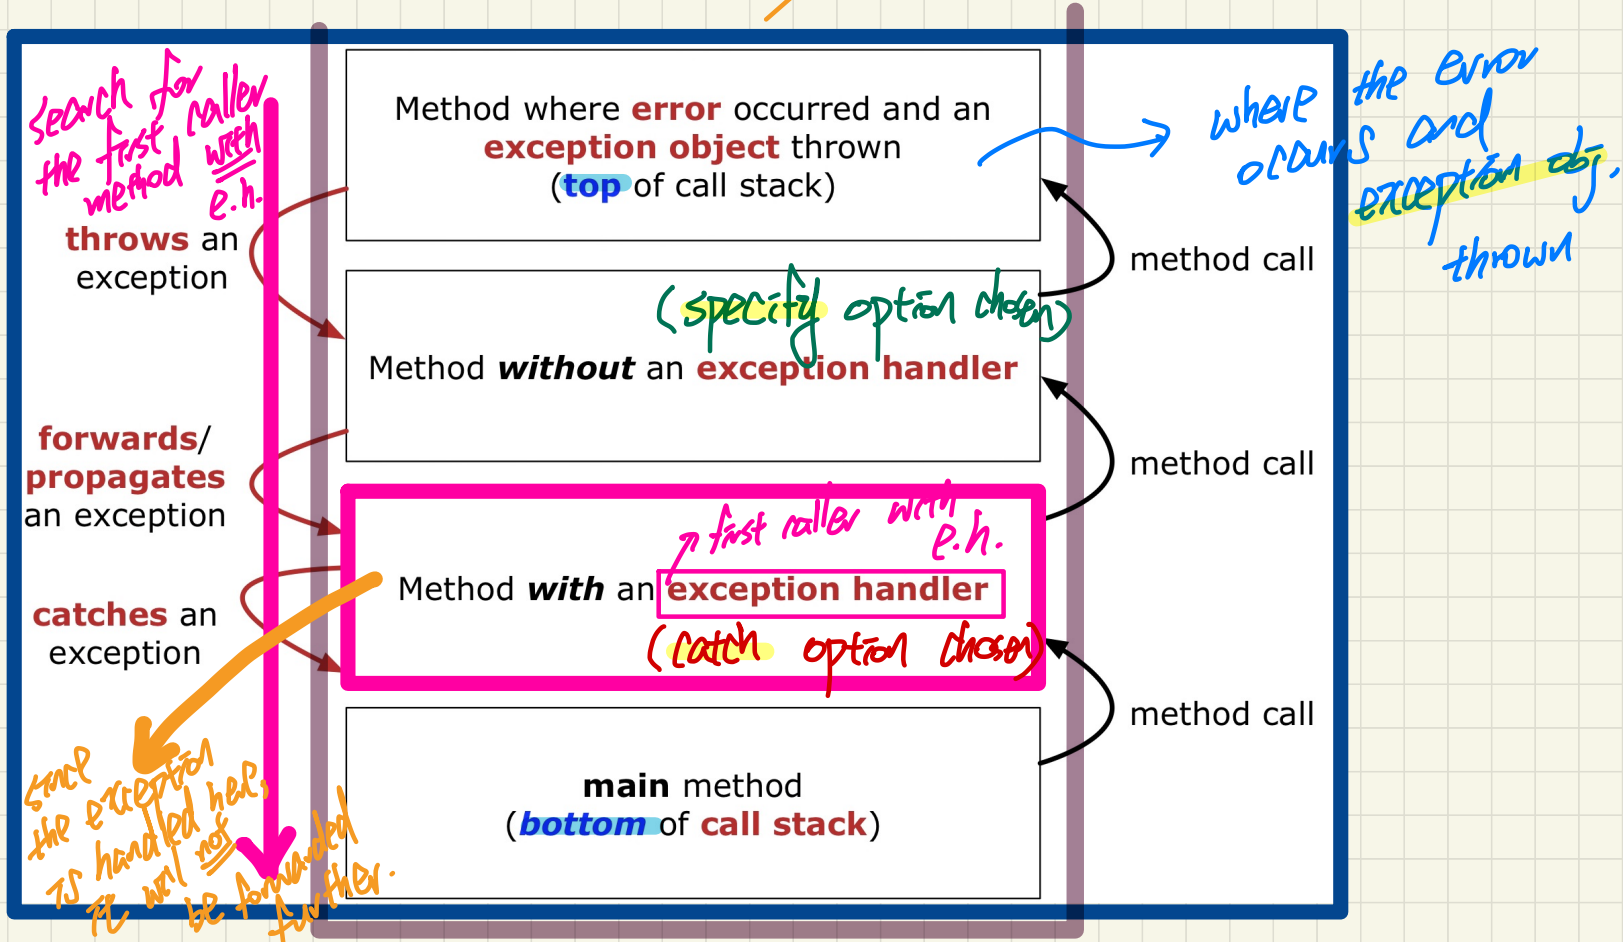 search for
the first caller
method with
e.h.
Method where error occurred and an
exception object thrown
(top of call stack)
where the error
occurs and
exception obj.
thrown
throws an
exception
method call
(specify option chosen)
Method without an exception handler
forwards/
propagates
an exception
method call
first caller with
e.h.
Method with an exception handler
(catch option chosen)
catches an
exception
method call
since
the exception
is handled here,
it will not
be forwarded
further.
main method
(bottom of call stack)